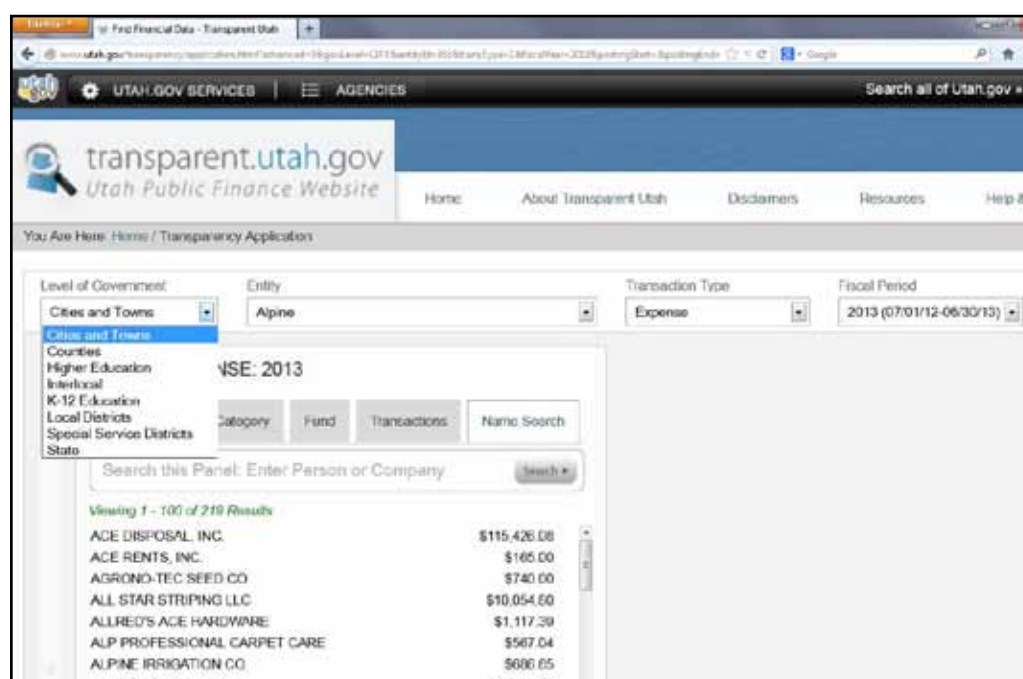 Find Financial Data - Transparent Utah
Google
UTAH.GOV SERVICES | AGENCIES
Search all of Utah.gov »
transparent.utah.gov
Utah Public Finance Website
Home About Transparent Utah Disclaimers Resources Help &
You Are Here: Home / Transparency Application
Level of Government Entity Transaction Type Fiscal Period
Cities and Towns Alpine Expense 2013 (07/01/12-06/30/13)
Cities and Towns
Counties
Higher Education
NSE: 2013
Interlocal
K-12 Education
Local Districts
Category Fund Transactions Name Search
Special Service Districts
State
Search this Panel: Enter Person or Company Search
Viewing 1 - 100 of 219 Results
ACE DISPOSAL, INC. $115,426.08
ACE RENTS, INC. $165.00
AGRONO-TEC SEED CO $740.00
ALL STAR STRIPING LLC $10,054.60
ALLRED'S ACE HARDWARE $1,117.39
ALP PROFESSIONAL CARPET CARE $567.04
ALPINE IRRIGATION CO. $686.65